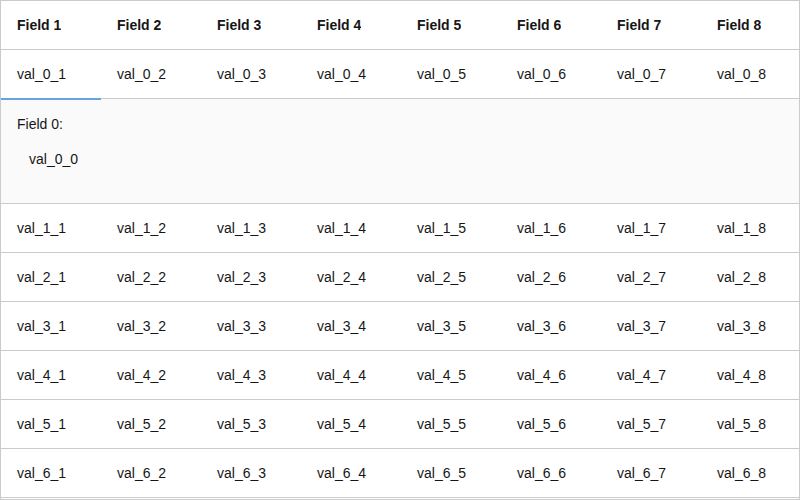 Field 1 Field 2 Field 3 Field 4 Field 5 Field 6 Field 7 Field 8
val_0_1 val_0_2 val_0_3 val_0_4 val_0_5 val_0_6 val_0_7 val_0_8
Field 0:
val_0_0
val_1_1 val_1_2 val_1_3 val_1_4 val_1_5 val_1_6 val_1_7 val_1_8
val_2_1 val_2_2 val_2_3 val_2_4 val_2_5 val_2_6 val_2_7 val_2_8
val_3_1 val_3_2 val_3_3 val_3_4 val_3_5 val_3_6 val_3_7 val_3_8
val_4_1 val_4_2 val_4_3 val_4_4 val_4_5 val_4_6 val_4_7 val_4_8
val_5_1 val_5_2 val_5_3 val_5_4 val_5_5 val_5_6 val_5_7 val_5_8
val_6_1 val_6_2 val_6_3 val_6_4 val_6_5 val_6_6 val_6_7 val_6_8